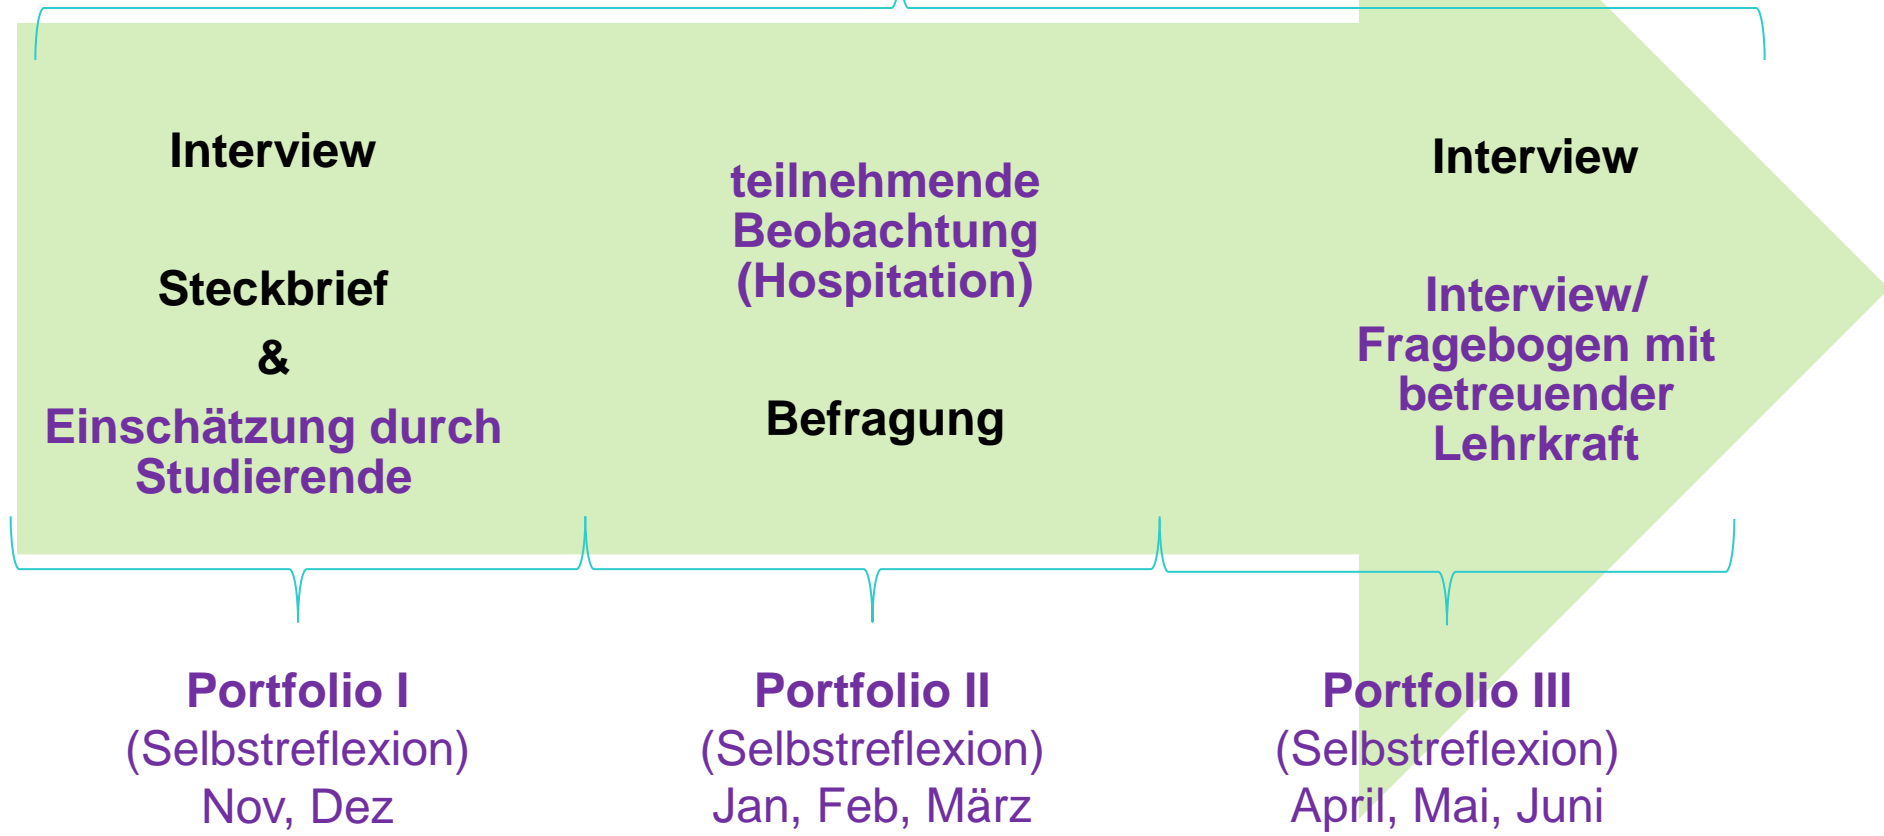 Interview
Steckbrief
&
Einschätzung durch
Studierende
teilnehmende
Beobachtung
(Hospitation)
Befragung
Interview
Interview/
Fragebogen mit
betreuender
Lehrkraft
Portfolio I
(Selbstreflexion)
Nov, Dez
Portfolio II
(Selbstreflexion)
Jan, Feb, März
Portfolio III
(Selbstreflexion)
April, Mai, Juni